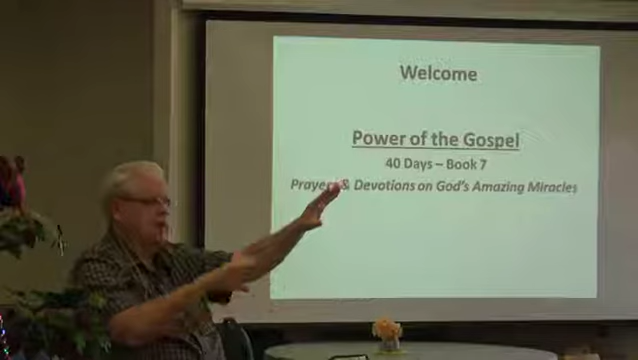 Welcome
Power of the Gospel
40 Days – Book 7
Prayers & Devotions on God's Amazing Miracles